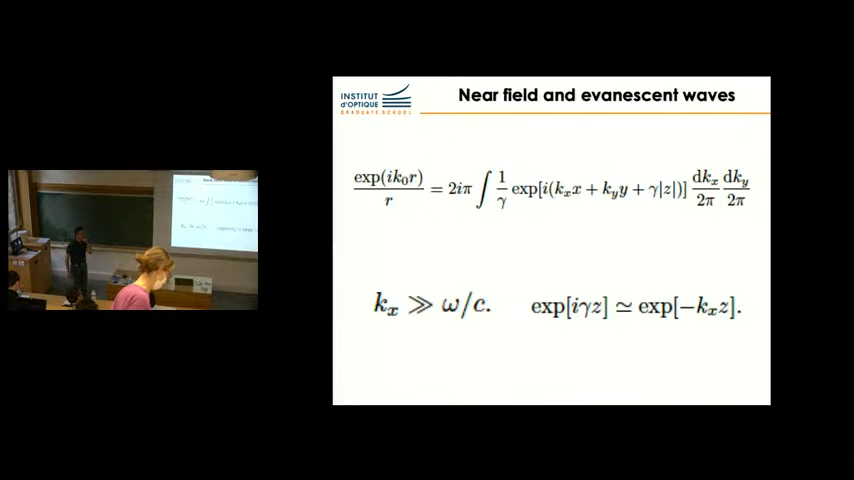 INSTITUT
d'OPTIQUE
GRADUATE SCHOOL
Near field and evanescent waves
exp(ik₀r)/r = 2iπ ∫ 1/γ exp[i(kₓx + k_y y + γ|z|)] dkₓ/2π dk_y/2π
kₓ ≫ ω/c. exp[iγz] ≃ exp[−kₓz].